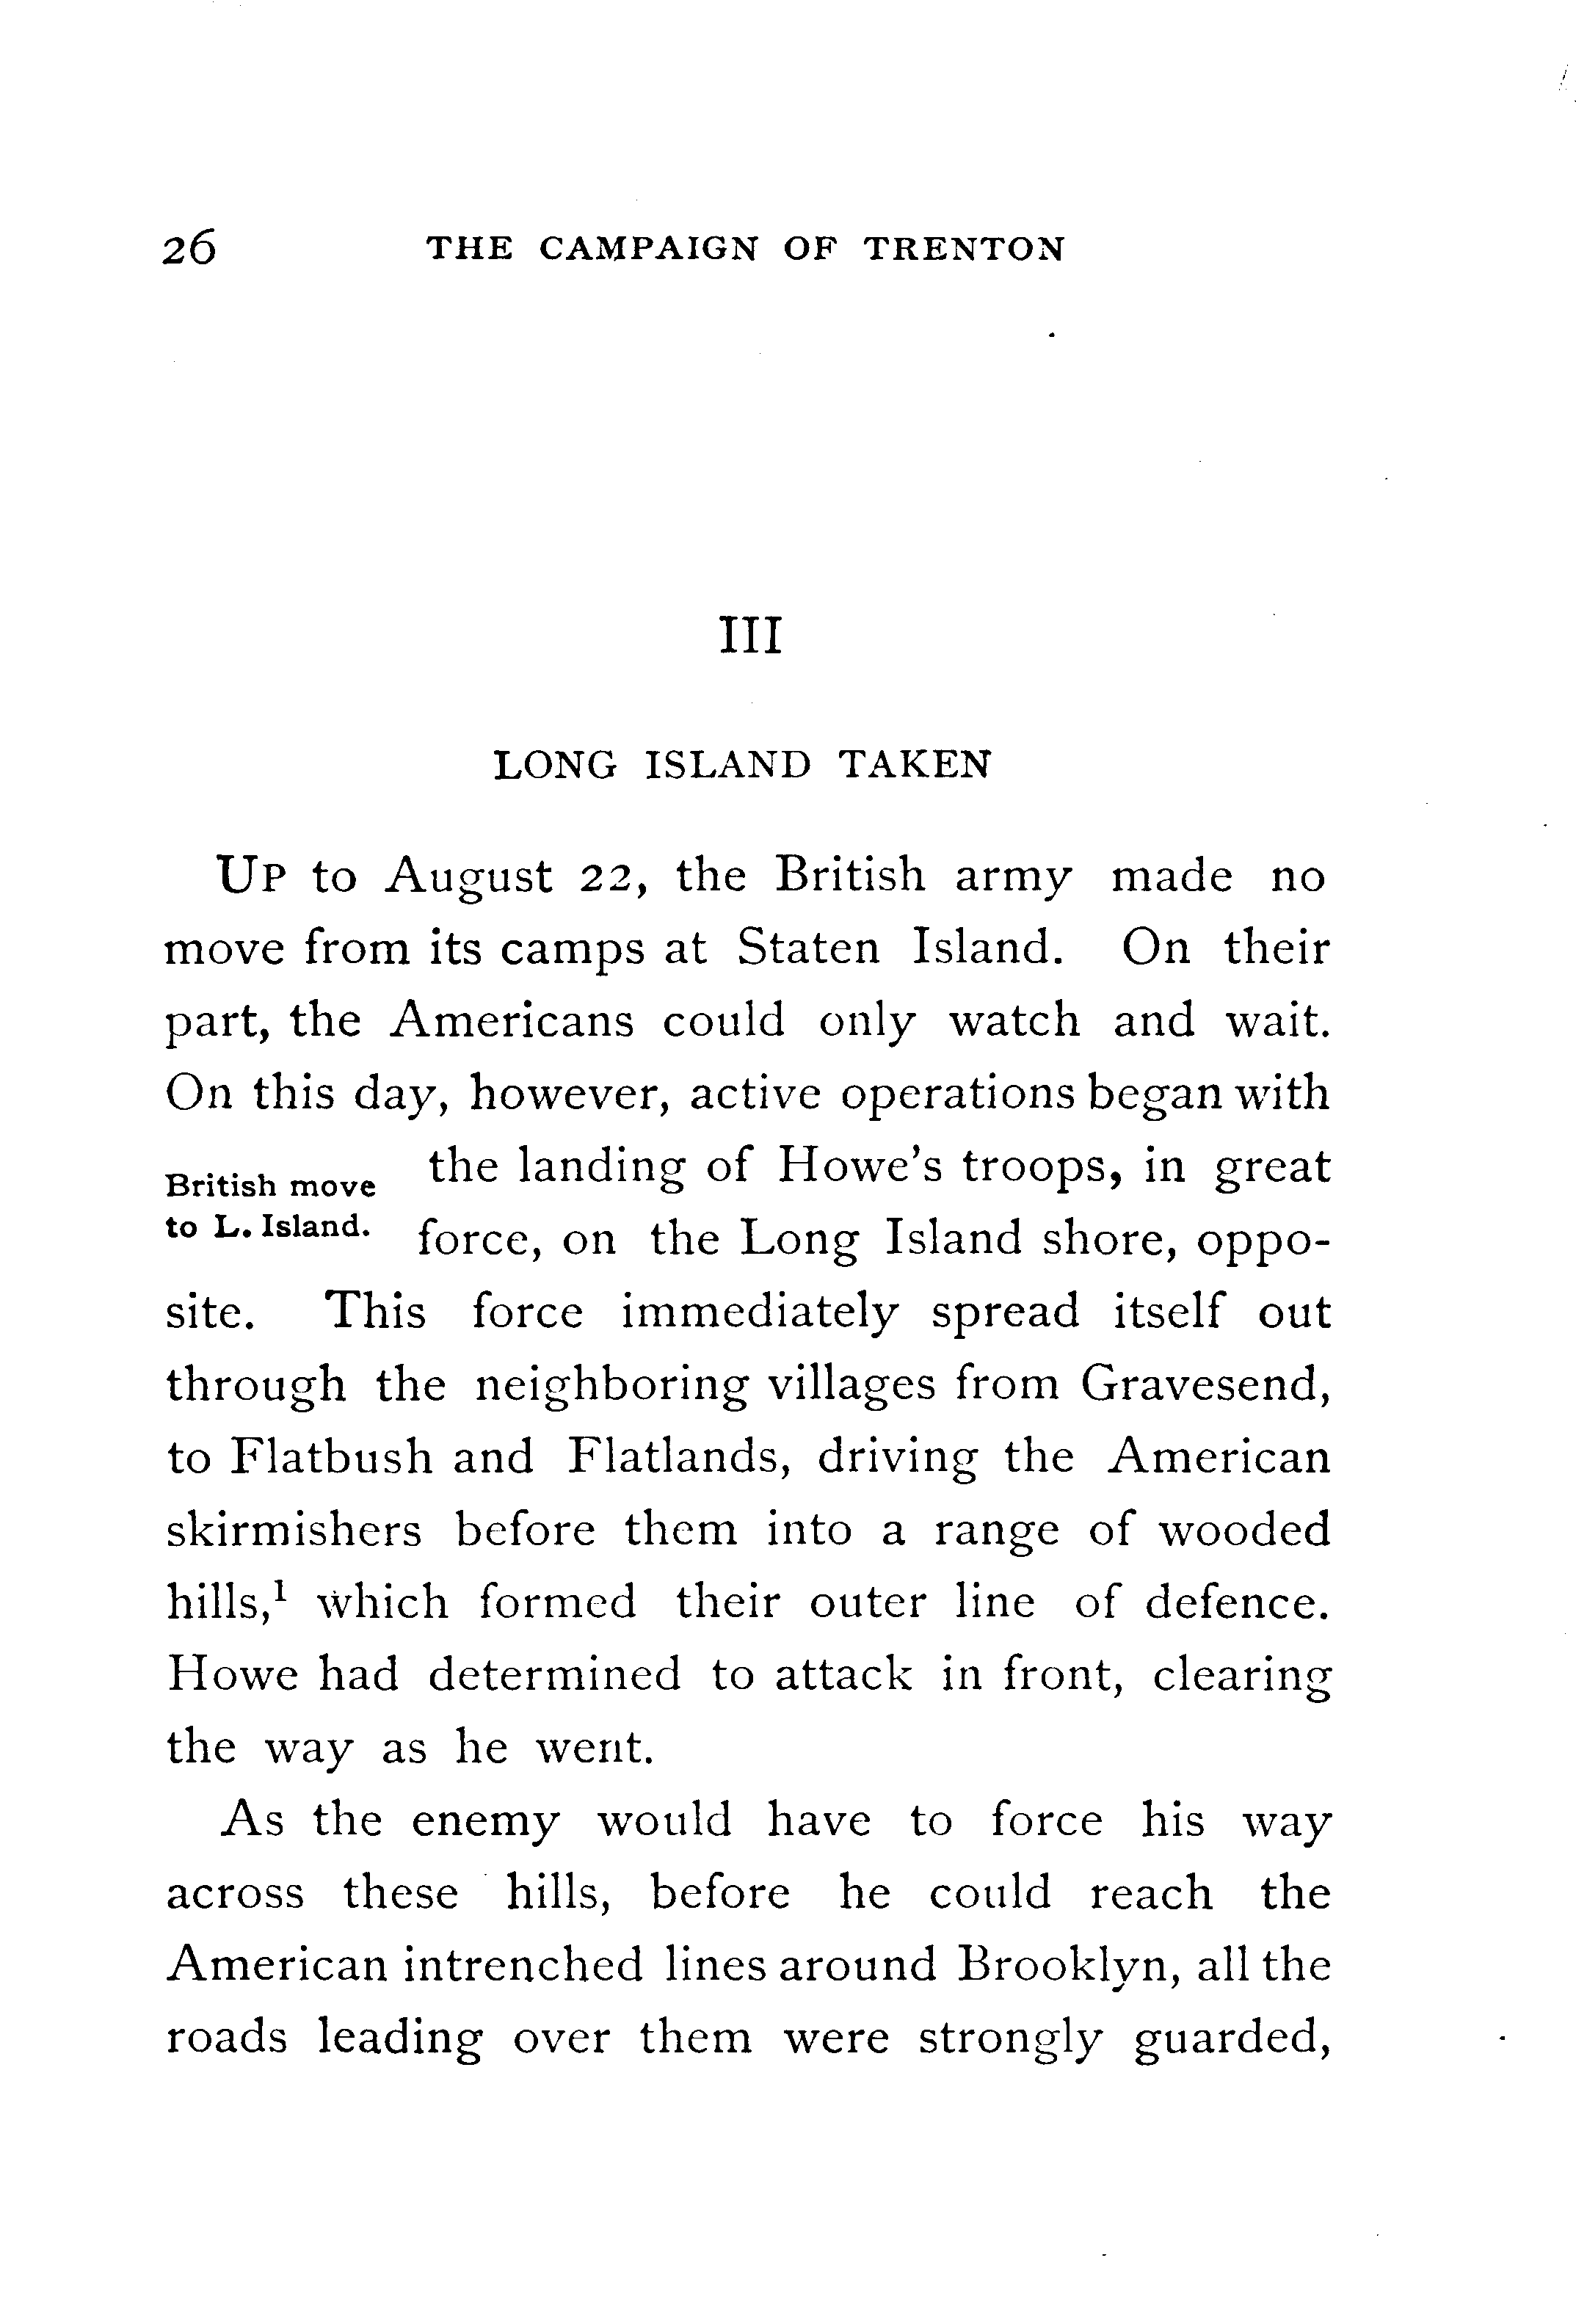 26 THE CAMPAIGN OF TRENTON
III
LONG ISLAND TAKEN
UP to August 22, the British army made no
move from its camps at Staten Island. On their
part, the Americans could only watch and wait.
On this day, however, active operations began with
British move
to L. Island.
the landing of Howe's troops, in great
force, on the Long Island shore, oppo-
site. This force immediately spread itself out
through the neighboring villages from Gravesend,
to Flatbush and Flatlands, driving the American
skirmishers before them into a range of wooded
hills,¹ which formed their outer line of defence.
Howe had determined to attack in front, clearing
the way as he went.
As the enemy would have to force his way
across these hills, before he could reach the
American intrenched lines around Brooklyn, all the
roads leading over them were strongly guarded,